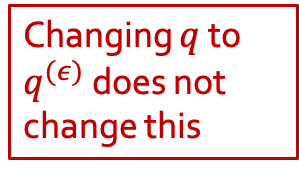 Changing q to
q^(ϵ) does not
change this